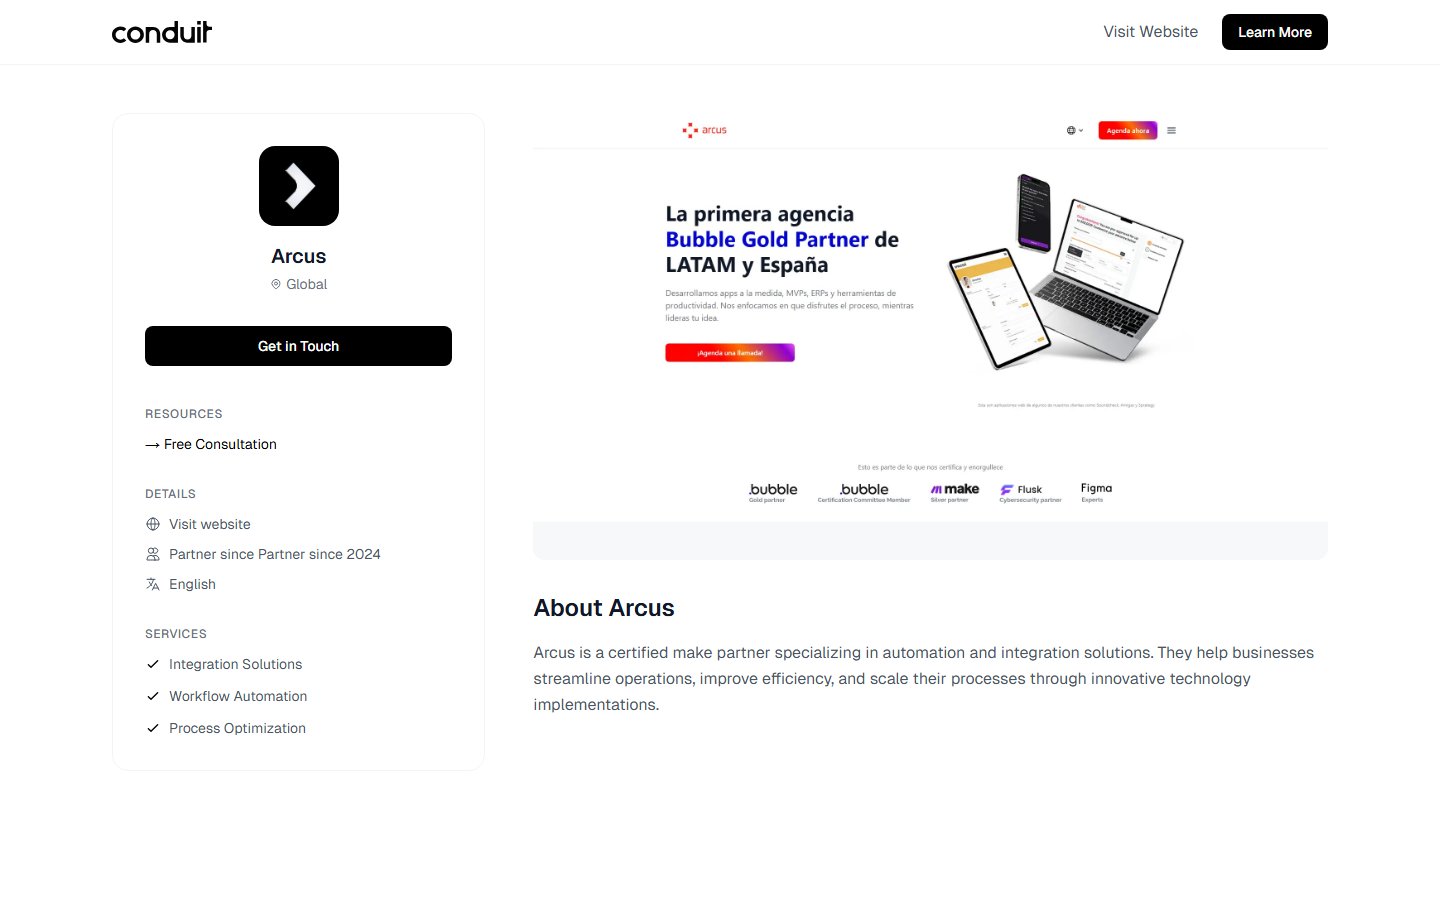 conduit
Visit Website
Learn More
Arcus
Global
Get in Touch
RESOURCES
→ Free Consultation
DETAILS
Visit website
Partner since Partner since 2024
English
SERVICES
Integration Solutions
Workflow Automation
Process Optimization
arcus
Agenda ahora
La primera agencia
Bubble Gold Partner de
LATAM y España
Desarrollamos apps a la medida, MVPs, ERPs y herramientas de
productividad. Nos enfocamos en que disfrutes el proceso, mientras
lideras tu idea.
¡Agenda una llamada!
Esto es parte de lo que nos certifica y enorgullece
.bubble
Gold partner
.bubble
Certification Committee Member
make
Silver partner
Flusk
Cybersecurity partner
Figma
Experts
About Arcus
Arcus is a certified make partner specializing in automation and integration solutions. They help businesses
streamline operations, improve efficiency, and scale their processes through innovative technology
implementations.